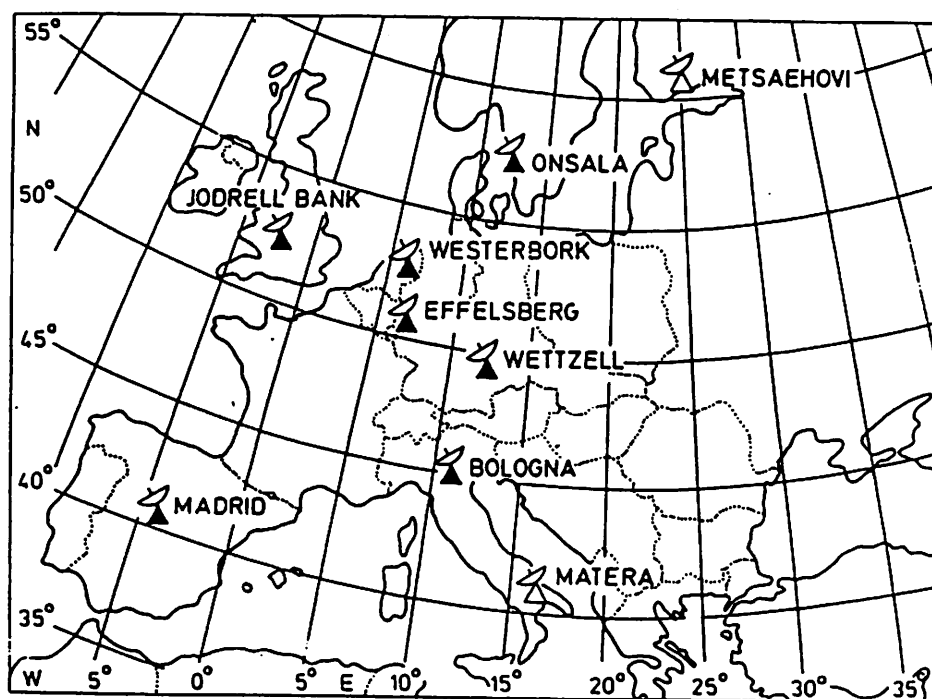 55°
METSAEHOVI
N
ONSALA
50°
JODRELL BANK
WESTERBORK
EFFELSBERG
45°
WETTZELL
BOLOGNA
40°
MADRID
MATERA
35°
W 5° 0° E 10° 15° 20° 25° 30° 35°